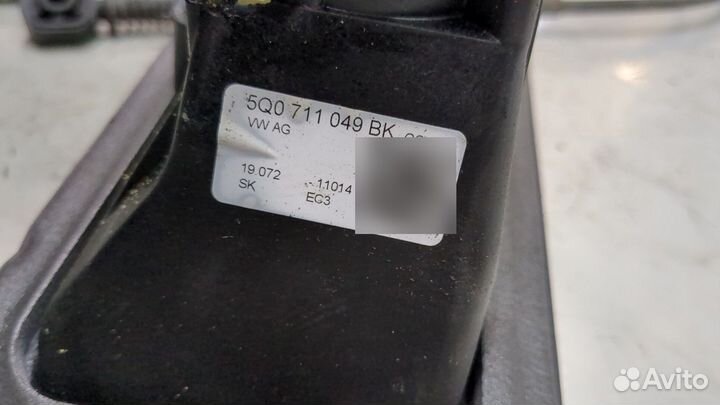 5Q0 711 049 BK
VW AG
19 072 --11014
SK EC3
Avito